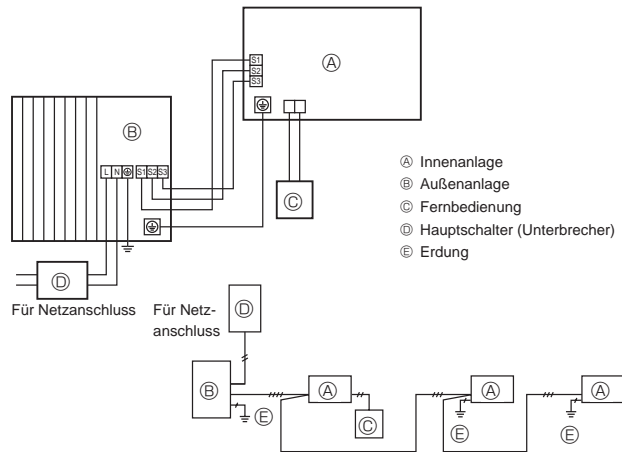 S1
S2
S3
Ⓐ
Ⓑ
L N S1 S2 S3
Ⓒ
Ⓐ Innenanlage
Ⓑ Außenanlage
Ⓒ Fernbedienung
Ⓓ Hauptschalter (Unterbrecher)
Ⓔ Erdung
Ⓓ
Für Netzanschluss
Für Netz-
anschluss
Ⓓ
Ⓑ
Ⓔ
Ⓐ
Ⓒ
Ⓐ
Ⓔ
Ⓐ
Ⓔ